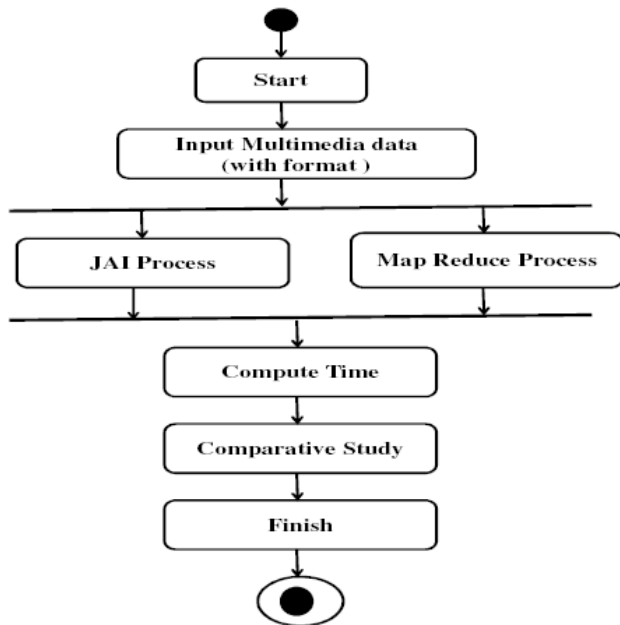 Start
Input Multimedia data
(with format )
JAI Process
Map Reduce Process
Compute Time
Comparative Study
Finish